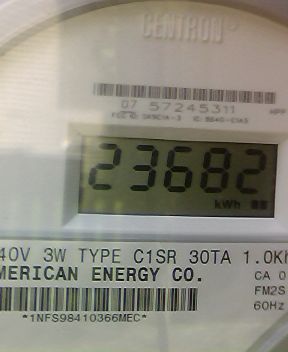 CENTRON
07 57245311
23682
kWh
40V 3W TYPE C1SR 30TA 1.0Kh
MERICAN ENERGY CO.
CA 0
FM2S
60Hz
*1NFS98410366MEC*